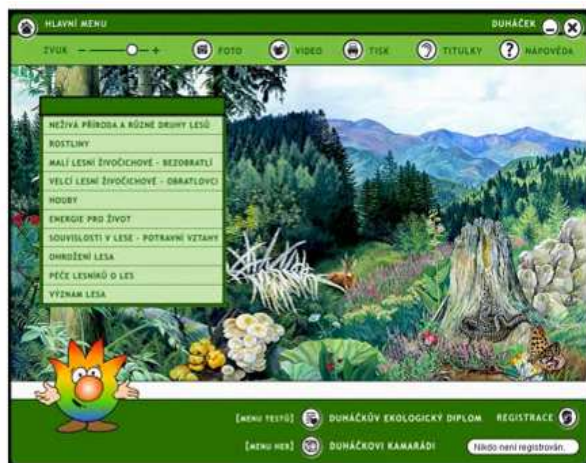 HLAVNÍ MENU
DUHÁČEK
ZVUK - +
FOTO
VIDEO
TISK
TITULKY
? NÁPOVĚDA
NEŽIVÁ PŘÍRODA A RŮZNÉ DRUHY LESŮ
ROSTLINY
MALÍ LESNÍ ŽIVOČICHOVÉ - BEZOBRATLÍ
VELCÍ LESNÍ ŽIVOČICHOVÉ - OBRATLOVCI
HOUBY
ENERGIE PRO ŽIVOT
SOUVISLOSTI V LESE - POTRAVNÍ VZTAHY
OHROŽENÍ LESA
PÉČE LESNÍKŮ O LES
VÝZNAM LESA
[MENU TESTŮ] DUHÁČKŮV EKOLOGICKÝ DIPLOM REGISTRACE
[MENU HER] DUHÁČKOVI KAMARÁDI Nikdo není registrován.